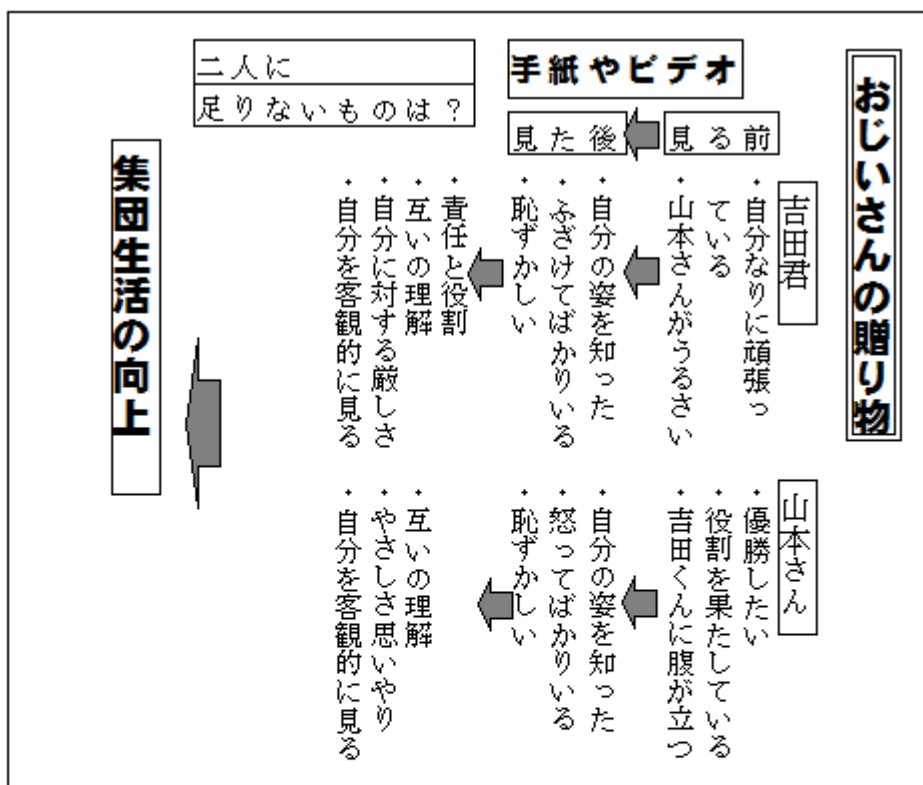 おじいさんの贈り物
手紙やビデオ
見る前
見た後
二人に
足りないものは？
吉田君
・自分なりに頑張っ
ている
・山本さんがうるさい
・自分の姿を知った
・ふざけてばかりいる
・恥ずかしい
・責任と役割
・互いの理解
・自分に対する厳しさ
・自分を客観的に見る
山本さん
・優勝したい
・役割を果たしている
・吉田くんに腹が立つ
・自分の姿を知った
・怒ってばかりいる
・恥ずかしい
・互いの理解
・やさしさ思いやり
・自分を客観的に見る
集団生活の向上